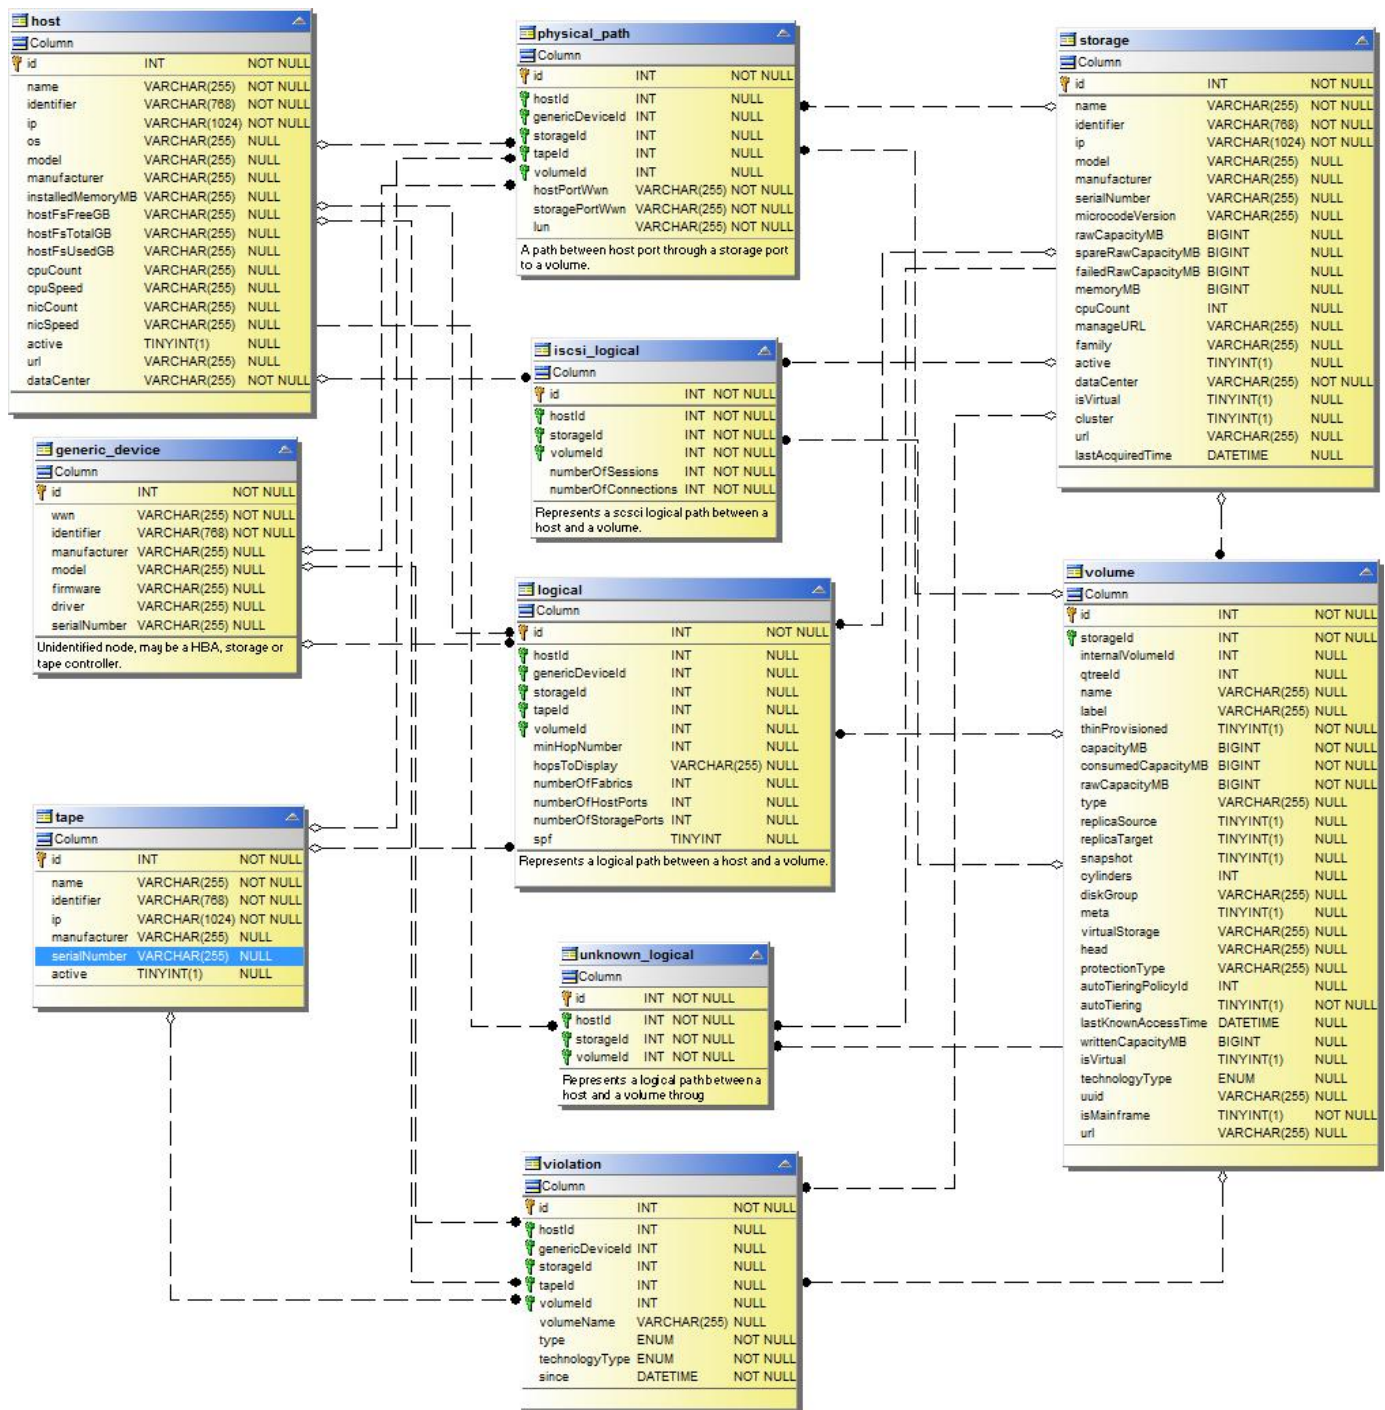 host
Column
id INT NOT NULL
name VARCHAR(255) NOT NULL
identifier VARCHAR(768) NOT NULL
ip VARCHAR(1024) NOT NULL
os VARCHAR(255) NULL
model VARCHAR(255) NULL
manufacturer VARCHAR(255) NULL
installedMemoryMB VARCHAR(255) NULL
hostFsFreeGB VARCHAR(255) NULL
hostFsTotalGB VARCHAR(255) NULL
hostFsUsedGB VARCHAR(255) NULL
cpuCount VARCHAR(255) NULL
cpuSpeed VARCHAR(255) NULL
nicCount VARCHAR(255) NULL
nicSpeed VARCHAR(255) NULL
active TINYINT(1) NULL
url VARCHAR(255) NULL
dataCenter VARCHAR(255) NOT NULL
generic_device
Column
id INT NOT NULL
wwn VARCHAR(255) NOT NULL
identifier VARCHAR(768) NOT NULL
manufacturer VARCHAR(255) NULL
model VARCHAR(255) NULL
firmware VARCHAR(255) NULL
driver VARCHAR(255) NULL
serialNumber VARCHAR(255) NULL
Unidentified node, may be a HBA, storage or
tape controller.
tape
Column
id INT NOT NULL
name VARCHAR(255) NOT NULL
identifier VARCHAR(768) NOT NULL
ip VARCHAR(1024) NOT NULL
manufacturer VARCHAR(255) NULL
serialNumber VARCHAR(255) NULL
active TINYINT(1) NULL
physical_path
Column
id INT NOT NULL
hostId INT NULL
genericDeviceId INT NULL
storageId INT NULL
tapeId INT NULL
volumeId INT NULL
hostPortWwn VARCHAR(255) NOT NULL
storagePortWwn VARCHAR(255) NOT NULL
lun VARCHAR(255) NOT NULL
A path between host port through a storage port
to a volume.
iscsi_logical
Column
id INT NOT NULL
hostId INT NOT NULL
storageId INT NOT NULL
volumeId INT NOT NULL
numberOfSessions INT NOT NULL
numberOfConnections INT NOT NULL
Represents a scsci logical path between a
host and a volume.
logical
Column
id INT NOT NULL
hostId INT NULL
genericDeviceId INT NULL
storageId INT NULL
tapeId INT NULL
volumeId INT NULL
minHopNumber INT NULL
hopsToDisplay VARCHAR(255) NULL
numberOfFabrics INT NULL
numberOfHostPorts INT NULL
numberOfStoragePorts INT NULL
spf TINYINT NULL
Represents a logical path between a host and a volume.
unknown_logical
Column
id INT NOT NULL
hostId INT NOT NULL
storageId INT NOT NULL
volumeId INT NOT NULL
Represents a logical path between a
host and a volume throug
violation
Column
id INT NOT NULL
hostId INT NULL
genericDeviceId INT NULL
storageId INT NULL
tapeId INT NULL
volumeId INT NULL
volumeName VARCHAR(255) NULL
type ENUM NOT NULL
technologyType ENUM NOT NULL
since DATETIME NOT NULL
storage
Column
id INT NOT NULL
name VARCHAR(255) NOT NULL
identifier VARCHAR(768) NOT NULL
ip VARCHAR(1024) NOT NULL
model VARCHAR(255) NULL
manufacturer VARCHAR(255) NULL
serialNumber VARCHAR(255) NULL
microcodeVersion VARCHAR(255) NULL
rawCapacityMB BIGINT NULL
spareRawCapacityMB BIGINT NULL
failedRawCapacityMB BIGINT NULL
memoryMB BIGINT NULL
cpuCount INT NULL
manageURL VARCHAR(255) NULL
family VARCHAR(255) NULL
active TINYINT(1) NULL
dataCenter VARCHAR(255) NOT NULL
isVirtual TINYINT(1) NULL
cluster TINYINT(1) NULL
url VARCHAR(255) NULL
lastAcquiredTime DATETIME NULL
volume
Column
id INT NOT NULL
storageId INT NOT NULL
internalVolumeId INT NULL
qtreeId INT NULL
name VARCHAR(255) NULL
label VARCHAR(255) NULL
thinProvisioned TINYINT(1) NOT NULL
capacityMB BIGINT NOT NULL
consumedCapacityMB BIGINT NOT NULL
rawCapacityMB BIGINT NOT NULL
type VARCHAR(255) NULL
replicaSource TINYINT(1) NULL
replicaTarget TINYINT(1) NULL
snapshot TINYINT(1) NULL
cylinders INT NULL
diskGroup VARCHAR(255) NULL
meta TINYINT(1) NULL
virtualStorage VARCHAR(255) NULL
head VARCHAR(255) NULL
protectionType VARCHAR(255) NULL
autoTieringPolicyId INT NULL
autoTiering TINYINT(1) NOT NULL
lastKnownAccessTime DATETIME NULL
writtenCapacityMB BIGINT NULL
isVirtual TINYINT(1) NULL
technologyType ENUM NULL
uuid VARCHAR(255) NULL
isMainframe TINYINT(1) NOT NULL
url VARCHAR(255) NULL